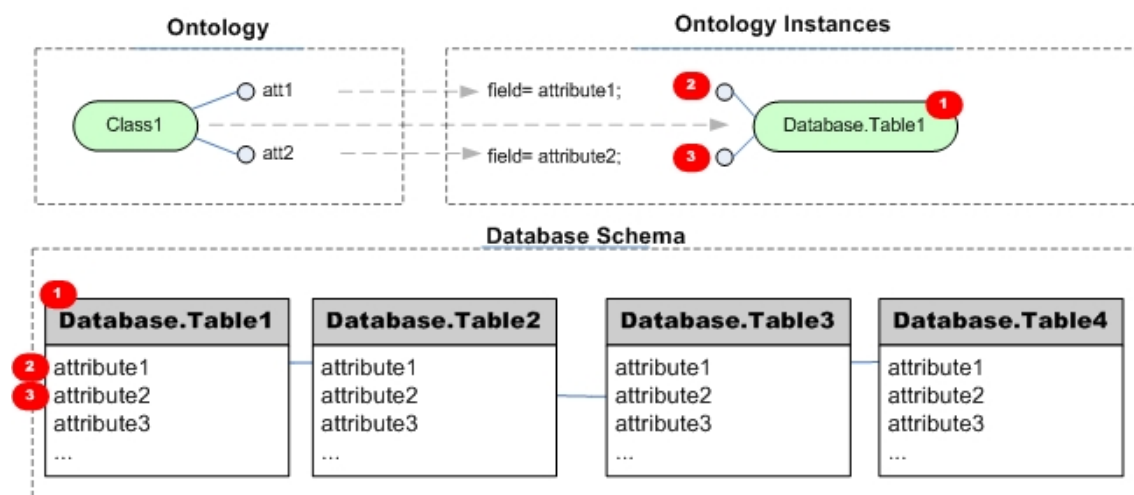 Ontology
Ontology Instances
att1
field= attribute1;
2
1
Class1
Database.Table1
att2
field= attribute2;
3
Database Schema
1
Database.Table1
Database.Table2
Database.Table3
Database.Table4
2
attribute1
attribute1
attribute1
attribute1
3
attribute2
attribute2
attribute2
attribute2
attribute3
attribute3
attribute3
attribute3
...
...
...
...